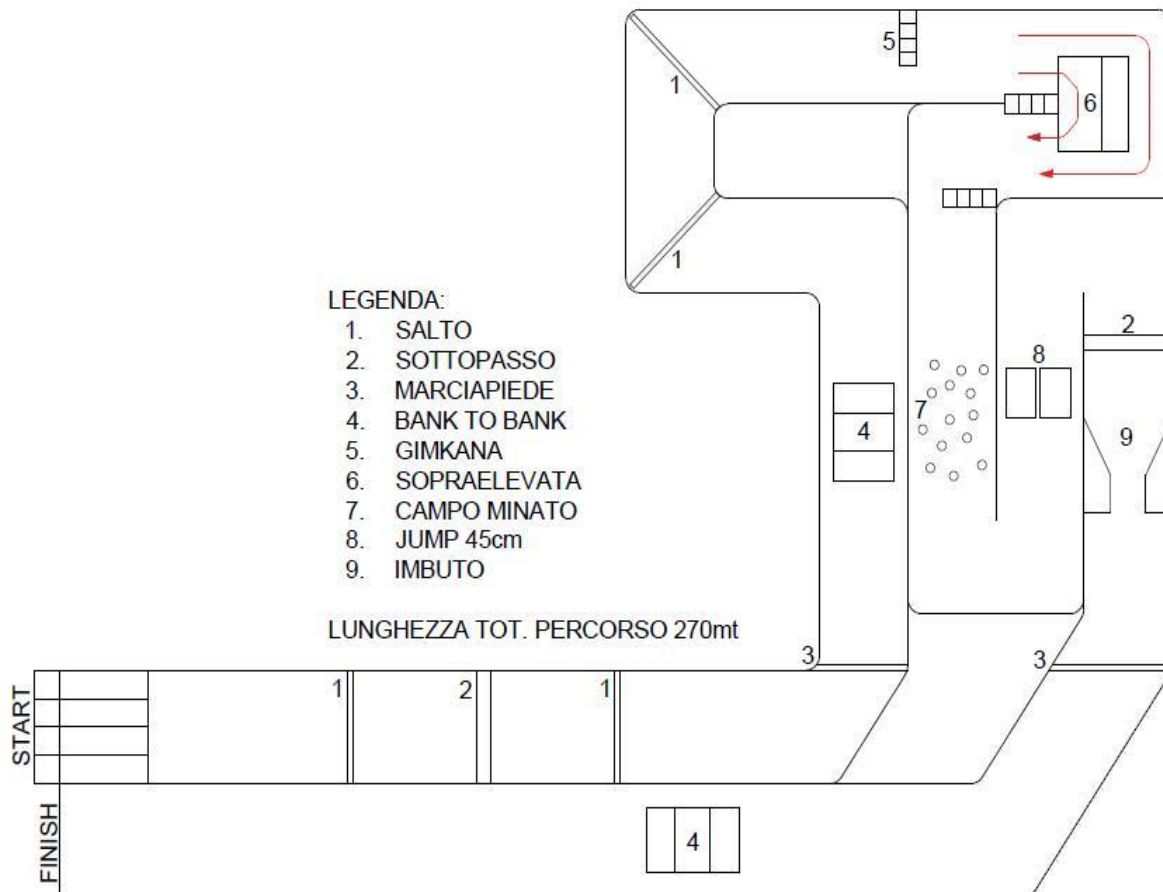 5
1
6
1
LEGENDA:
1. SALTO
2. SOTTOPASSO
3. MARCIAPIEDE
4. BANK TO BANK
5. GIMKANA
6. SOPRAELEVATA
7. CAMPO MINATO
8. JUMP 45cm
9. IMBUTO
LUNGHEZZA TOT. PERCORSO 270mt
2
8
7
4
9
3
3
START
1
2
1
FINISH
4